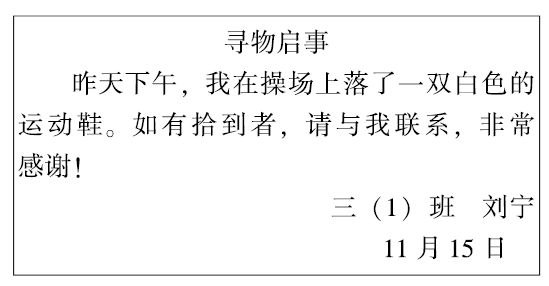 寻物启事
昨天下午，我在操场上落了一双白色的
运动鞋。如有拾到者，请与我联系，非常
感谢！
三（1）班　刘宁
11月15日